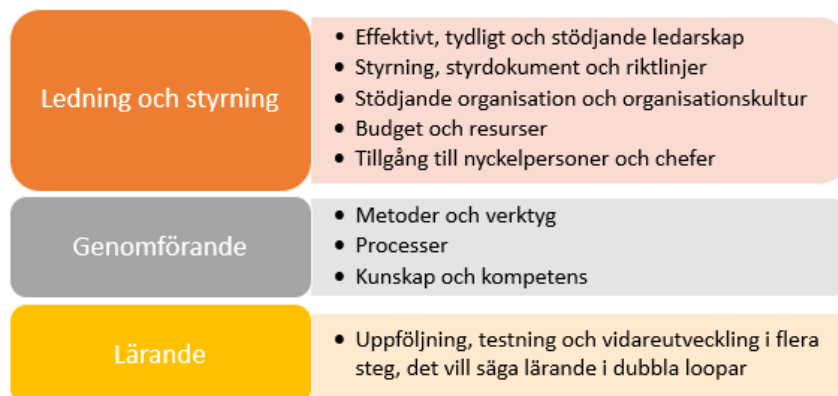 Ledning och styrning
• Effektivt, tydligt och stödjande ledarskap
• Styrning, styrdokument och riktlinjer
• Stödjande organisation och organisationskultur
• Budget och resurser
• Tillgång till nyckelpersoner och chefer
Genomförande
• Metoder och verktyg
• Processer
• Kunskap och kompetens
Lärande
• Uppföljning, testning och vidareutveckling i flera
steg, det vill säga lärande i dubbla loopar